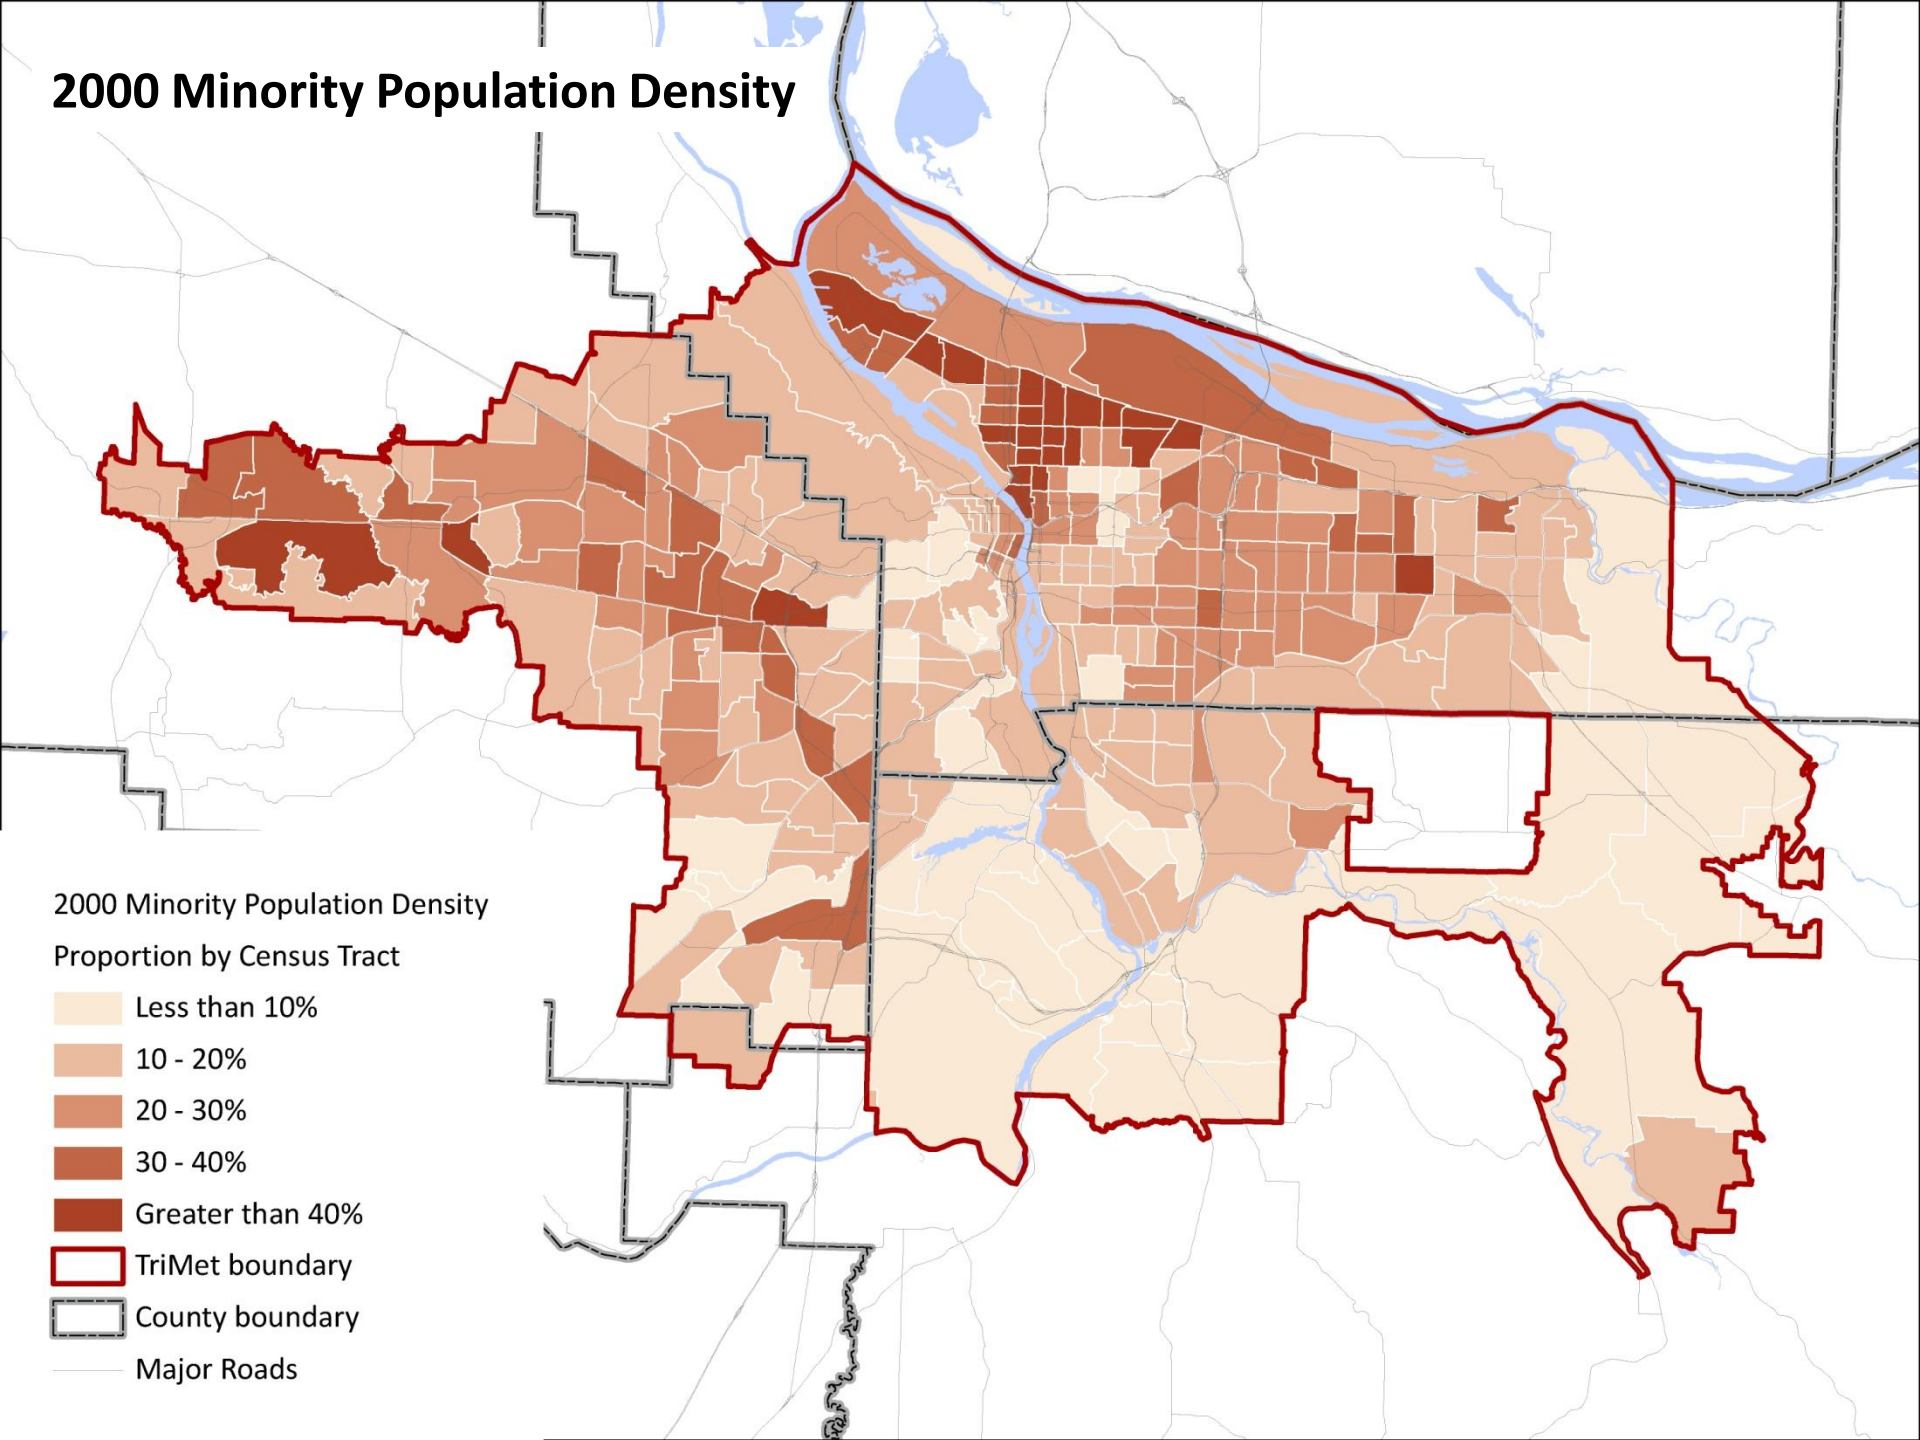 2000 Minority Population Density
2000 Minority Population Density
Proportion by Census Tract
Less than 10%
10 - 20%
20 - 30%
30 - 40%
Greater than 40%
TriMet boundary
County boundary
Major Roads